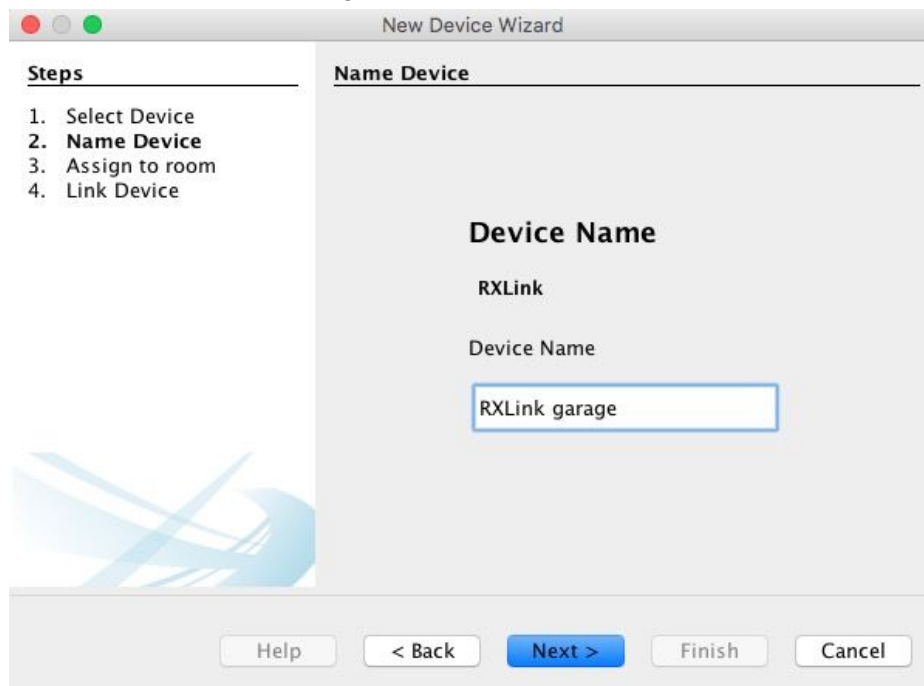 New Device Wizard
Steps
1. Select Device
2. Name Device
3. Assign to room
4. Link Device
Name Device
Device Name
RXLink
Device Name
RXLink garage
Help
< Back
Next >
Finish
Cancel